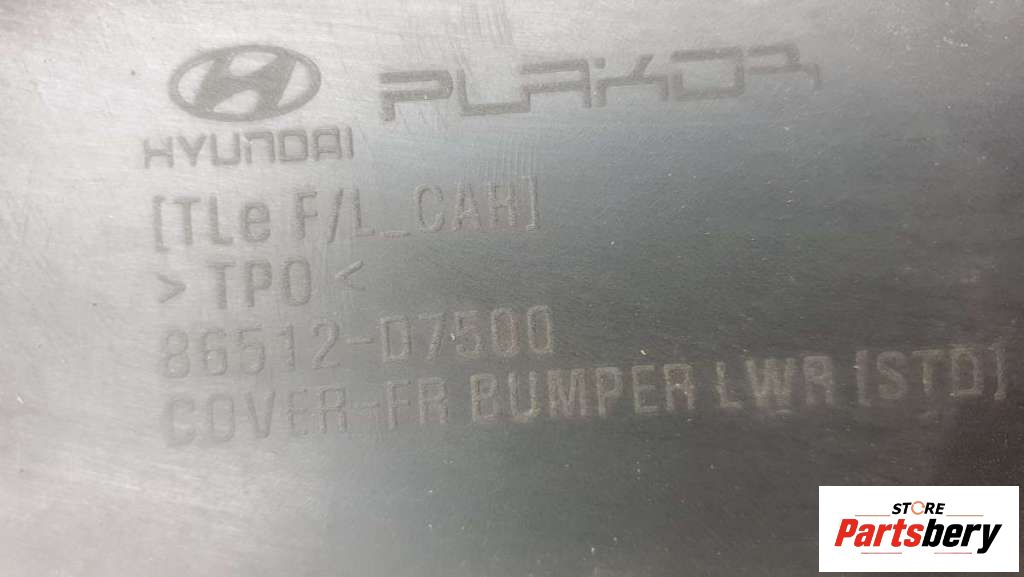 HYUNDAI PLAKOR
[TLe F/L_CAR]
>TPO<
86512-D7500
COVER-FR BUMPER LWR [STD]
STORE
Partsbery